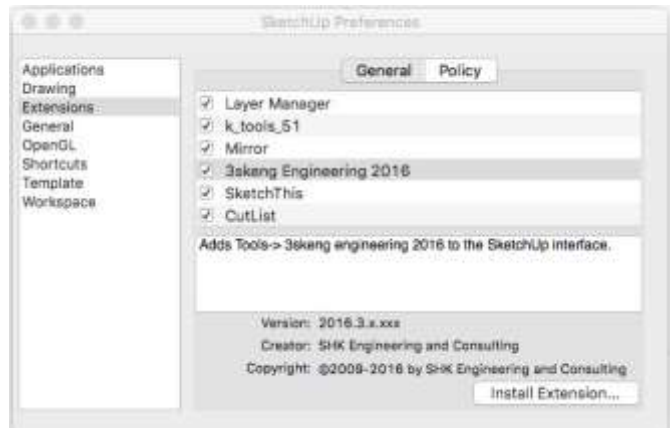 SketchUp Preferences
Applications
Drawing
Extensions
General
OpenGL
Shortcuts
Template
Workspace
General
Policy
Layer Manager
k_tools_51
Mirror
3skeng Engineering 2016
SketchThis
CutList
Adds Tools-> 3skeng engineering 2016 to the SketchUp interface.
Version: 2016.3.x.xxx
Creator: SHK Engineering and Consulting
Copyright: ©2009-2016 by SHK Engineering and Consulting
Install Extension...